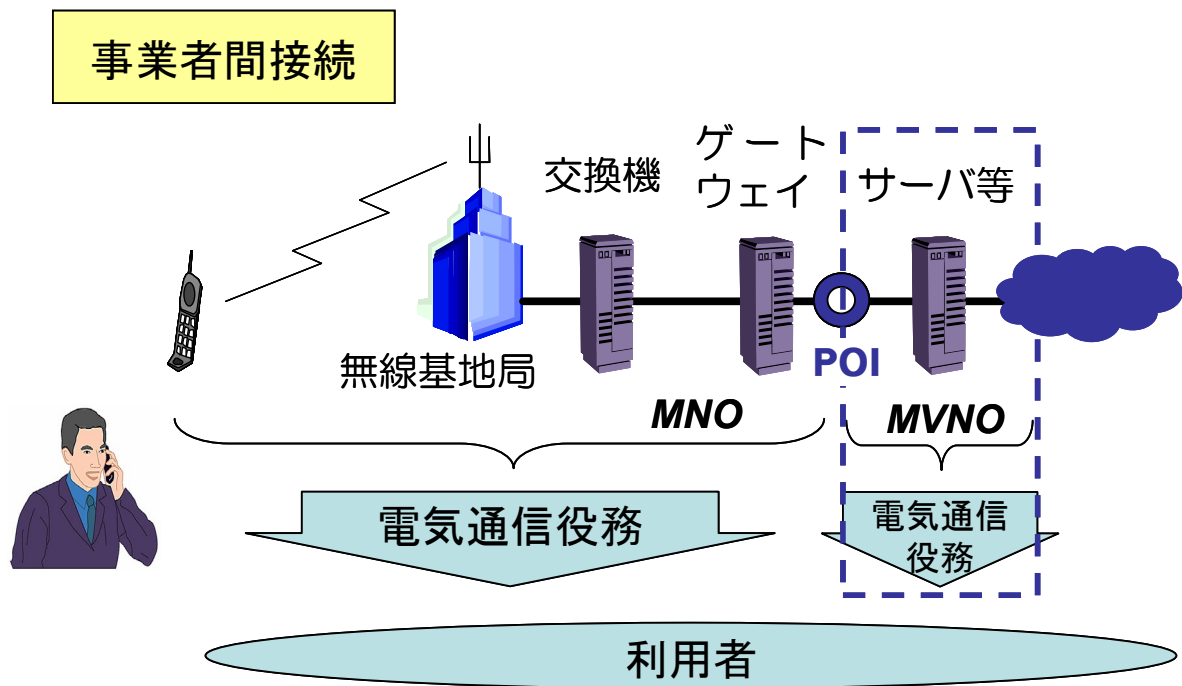 事業者間接続
ゲート
ウェイ
交換機
サーバ等
無線基地局
POI
MNO
MVNO
電気通信役務
電気通信
役務
利用者